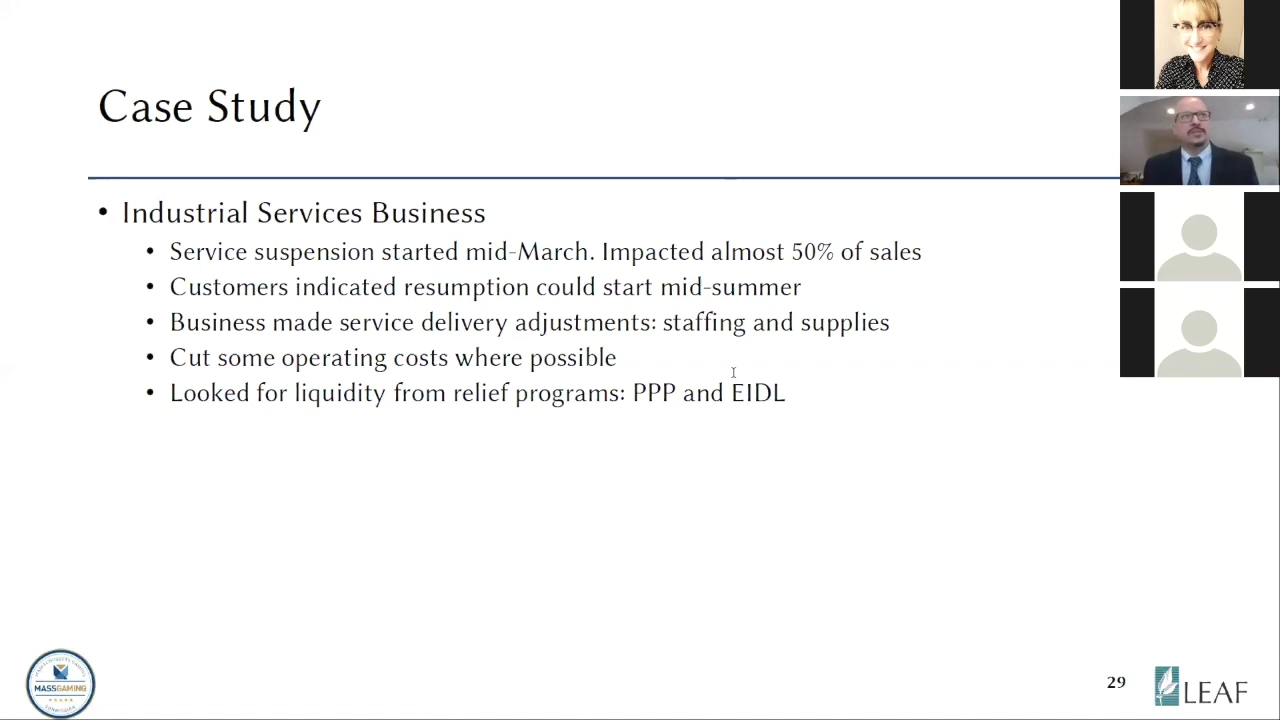 Case Study
• Industrial Services Business
• Service suspension started mid-March. Impacted almost 50% of sales
• Customers indicated resumption could start mid-summer
• Business made service delivery adjustments: staffing and supplies
• Cut some operating costs where possible
• Looked for liquidity from relief programs: PPP and EIDL
MASSGAMING
29
LEAF